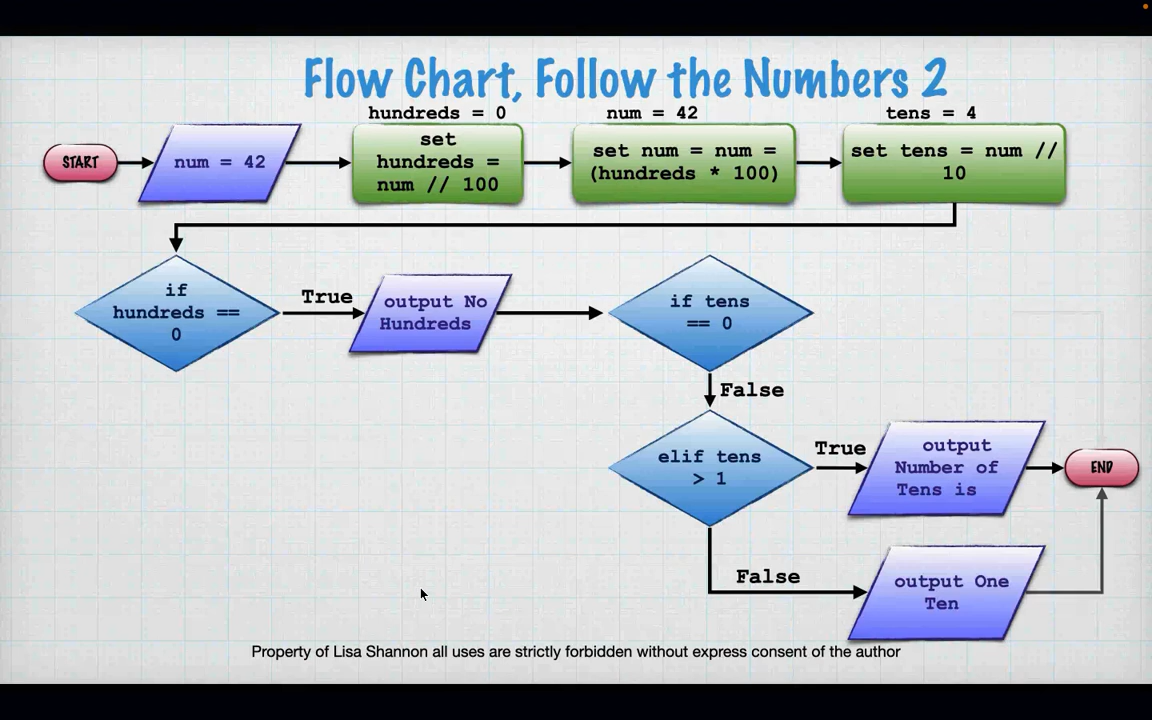 Flow Chart, Follow the Numbers 2
hundreds = 0
num = 42
tens = 4
START
num = 42
set
hundreds =
num // 100
set num = num =
(hundreds * 100)
set tens = num //
10
if
hundreds ==
0
True
output No
Hundreds
if tens
== 0
False
elif tens
> 1
True
output
Number of
Tens is
END
False
output One
Ten
Property of Lisa Shannon all uses are strictly forbidden without express consent of the author